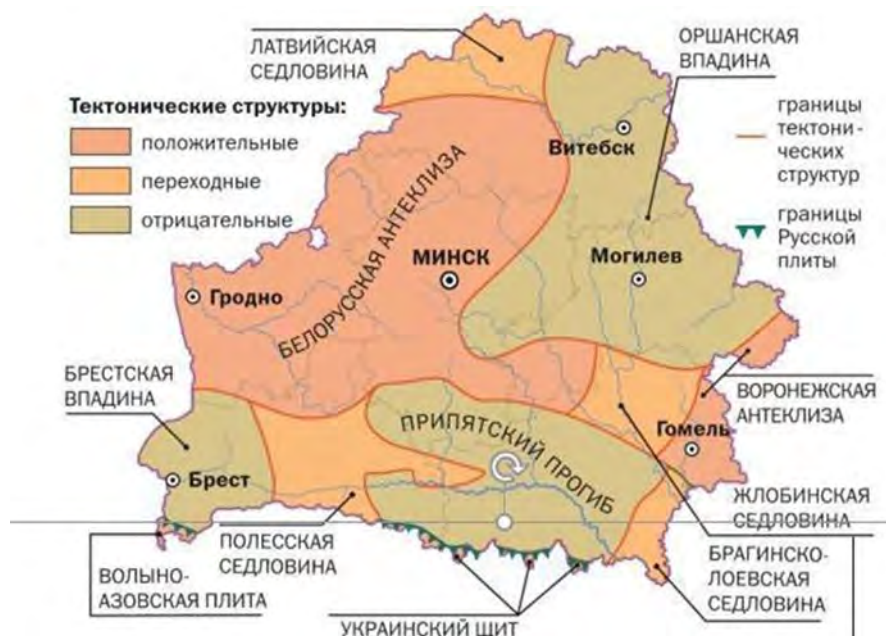 ЛАТВИЙСКАЯ
СЕДЛОВИНА
ОРШАНСКАЯ
ВПАДИНА
Тектонические структуры:
положительные
переходные
отрицательные
границы
тектони-
ческих
структур
границы
Русской
плиты
Витебск
БЕЛОРУССКАЯ АНТЕКЛИЗА
МИНСК
Могилев
Гродно
БРЕСТСКАЯ
ВПАДИНА
ВОРОНЕЖСКАЯ
АНТЕКЛИЗА
ПРИПЯТСКИЙ ПРОГИБ
Гомель
Брест
ЖЛОБИНСКАЯ
СЕДЛОВИНА
ПОЛЕССКАЯ
СЕДЛОВИНА
БРАГИНСКО-
ЛОЕВСКАЯ
СЕДЛОВИНА
ВОЛЫНО-
АЗОВСКАЯ ПЛИТА
УКРАИНСКИЙ ЩИТ